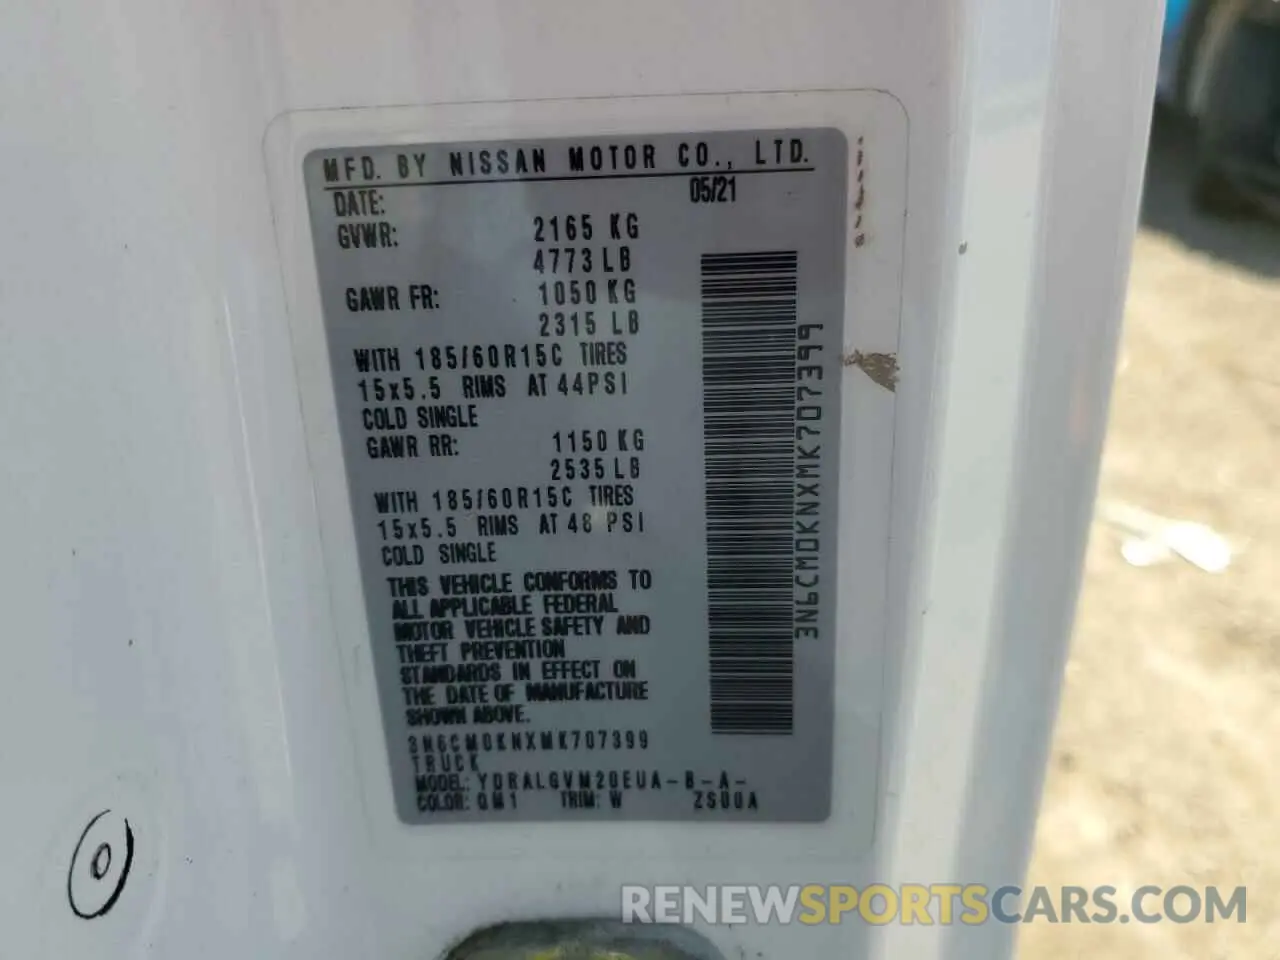 MFD. BY NISSAN MOTOR CO., LTD.
DATE: 05/21
GVWR: 2165 KG
4773 LB
GAWR FR: 1050 KG
2315 LB
WITH 185/60R15C TIRES
15x5.5 RIMS AT 44PSI
COLD SINGLE
GAWR RR: 1150 KG
2535 LB
WITH 185/60R15C TIRES
15x5.5 RIMS AT 48 PSI
COLD SINGLE
THIS VEHICLE CONFORMS TO
ALL APPLICABLE FEDERAL
MOTOR VEHICLE SAFETY AND
THEFT PREVENTION
STANDARDS IN EFFECT ON
THE DATE OF MANUFACTURE
SHOWN ABOVE.
3N6CM0KNXMK707399
TRUCK
MODEL: YDRALGVM20EUA-B-A-
COLOR: QM1 TRIM: W ZS00A
3N6CM0KNXMK707399
RENEWSPORTSCARS.COM